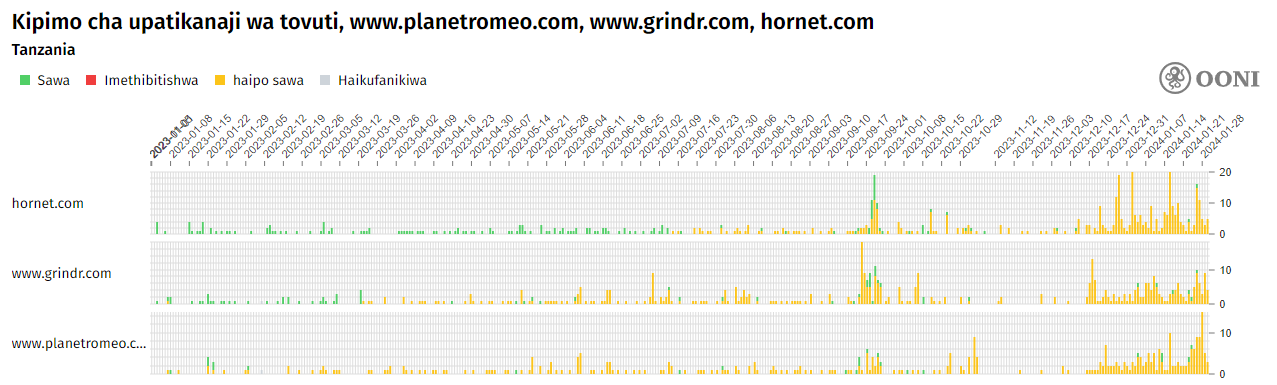 Kipimo cha upatikanaji wa tovuti, www.planetromeo.com, www.grindr.com, hornet.com
Tanzania
Sawa Imethibitishwa haipo sawa Haikufanikiwa
OONI
2023-01-08 2023-01-15 2023-01-22 2023-01-29 2023-02-05 2023-02-12 2023-02-19 2023-02-26 2023-03-05 2023-03-12 2023-03-19 2023-03-26 2023-04-02 2023-04-09 2023-04-16 2023-04-23 2023-04-30 2023-05-07 2023-05-14 2023-05-21 2023-05-28 2023-06-04 2023-06-11 2023-06-18 2023-06-25 2023-07-02 2023-07-09 2023-07-16 2023-07-23 2023-07-30 2023-08-06 2023-08-13 2023-08-20 2023-08-27 2023-09-03 2023-09-10 2023-09-17 2023-09-24 2023-10-01 2023-10-08 2023-10-15 2023-10-22 2023-10-29 2023-11-12 2023-11-19 2023-11-26 2023-12-03 2023-12-10 2023-12-17 2023-12-24 2023-12-31 2024-01-07 2024-01-14 2024-01-21 2024-01-28
20
hornet.com
10
0
www.grindr.com
10
0
10
www.planetromeo.c...
0